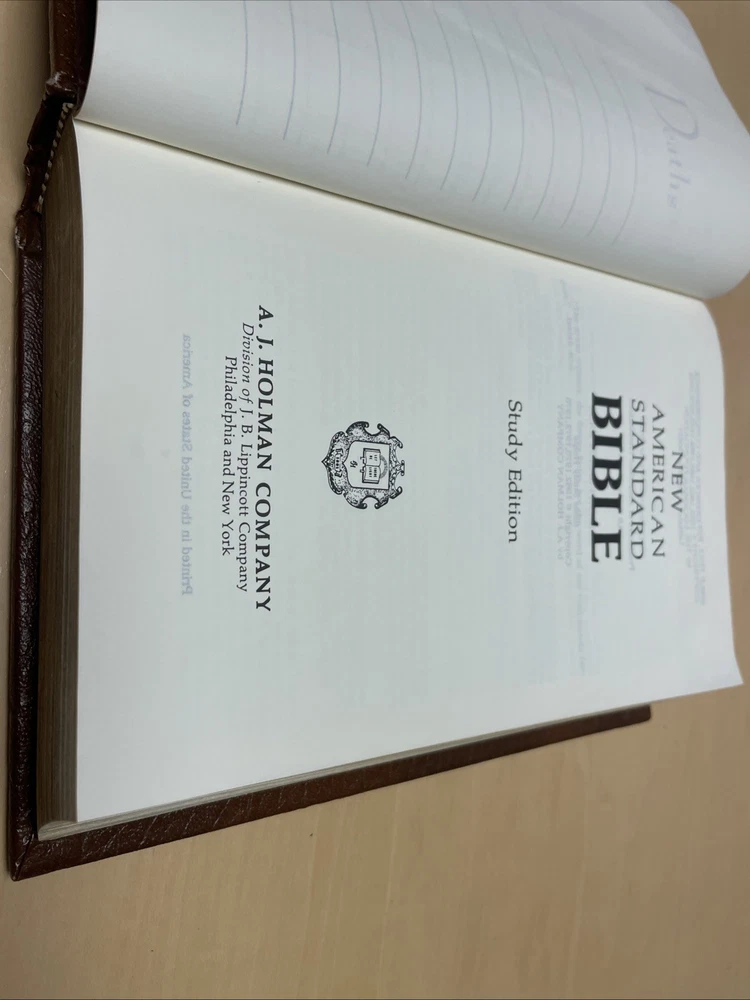 Deaths
NEW
AMERICAN
STANDARD
BIBLE
Study Edition
A. J. HOLMAN COMPANY
Division of J. B. Lippincott Company
Philadelphia and New York
Printed in the United States of America